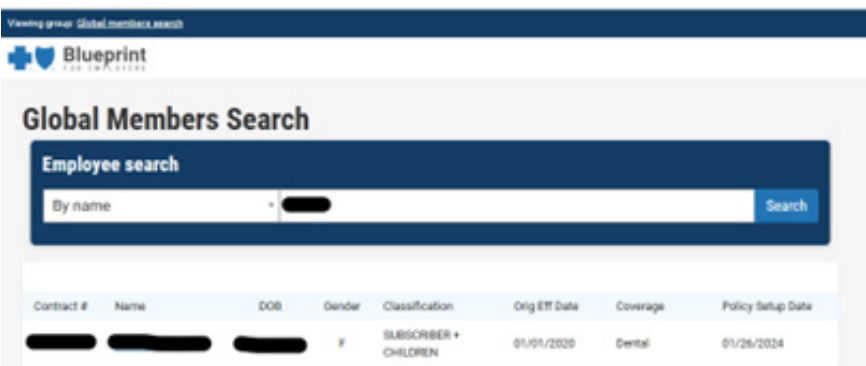 Viewing group: Global members search
Blueprint
FOR EMPLOYERS
Global Members Search
Employee search
By name
Search
Contract # Name DOB Gender Classification Orig Eff Date Coverage Policy Setup Date
F SUBSCRIBER + 01/01/2020 Dental 01/26/2024
CHILDREN